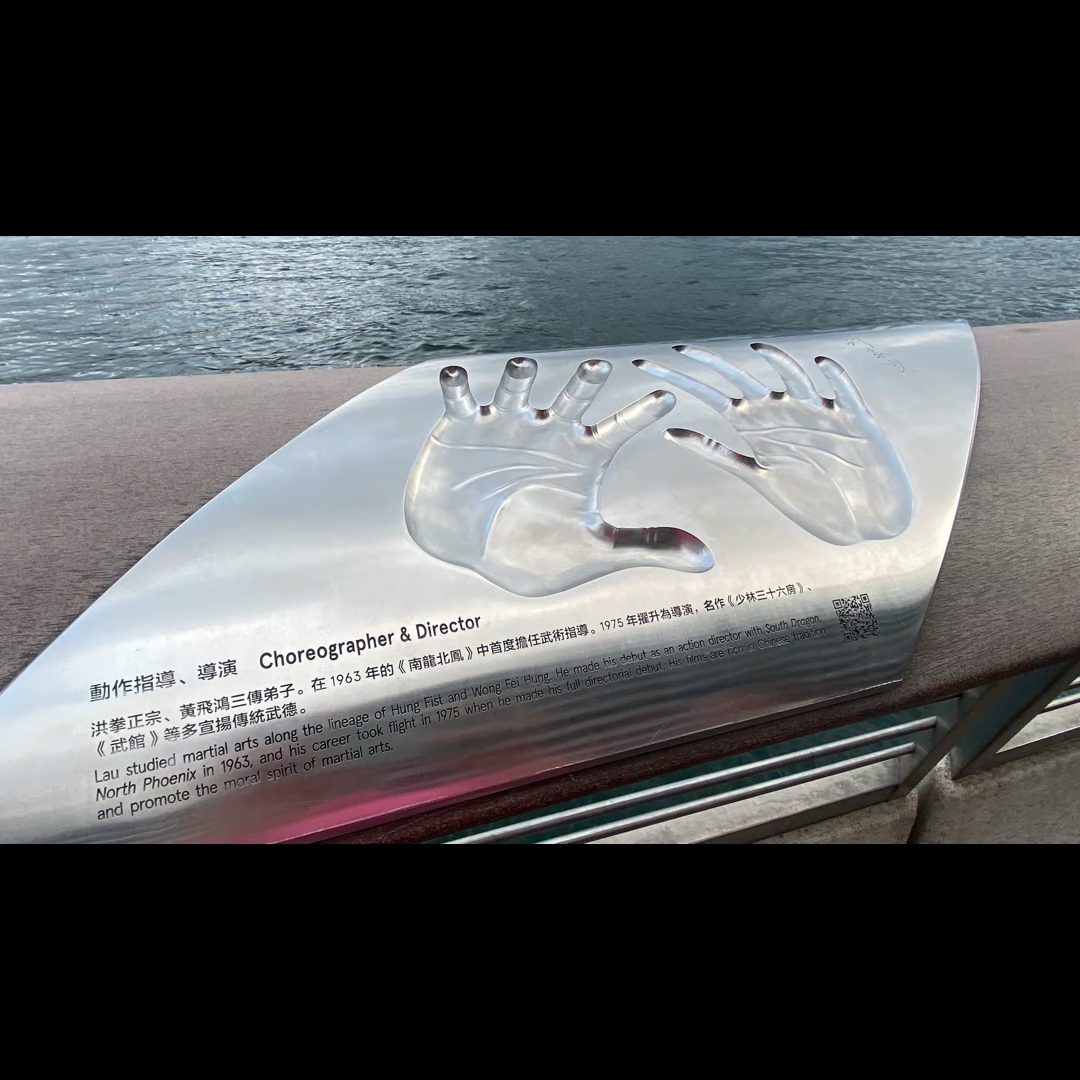 動作指導、導演 Choreographer & Director
洪拳正宗、黃飛鴻三傳弟子。在 1963 年的《南龍北鳳》中首度擔任武術指導。1975 年擢升為導演，名作《少林三十六房》、
《武館》等多宣揚傳統武德。
Lau studied martial arts along the lineage of Hung Fist and Wong Fei Hung. He made his debut as an action director with South Dragon,
North Phoenix in 1963, and his career took flight in 1975 when he made his full directorial debut. His films are rich in Chinese tradition
and promote the moral spirit of martial arts.